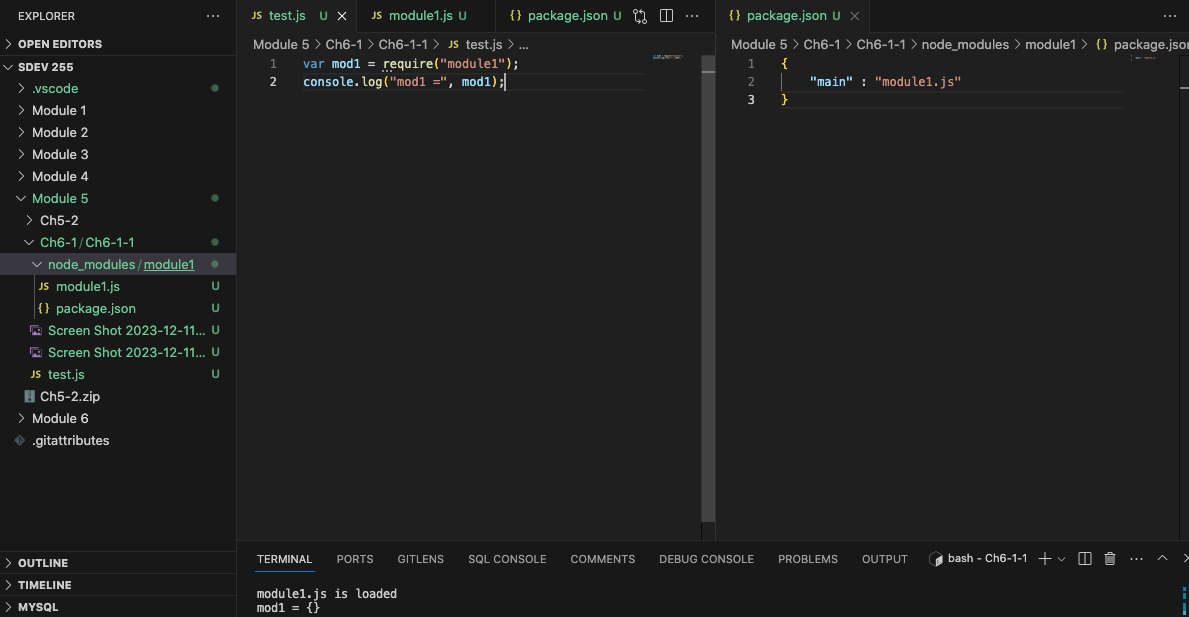 EXPLORER ...
OPEN EDITORS
SDEV 255
.vscode
Module 1
Module 2
Module 3
Module 4
Module 5
Ch5-2
Ch6-1/Ch6-1-1
node_modules/module1
JS module1.js U
{} package.json U
Screen Shot 2023-12-11... U
Screen Shot 2023-12-11... U
JS test.js U
Ch5-2.zip
Module 6
.gitattributes
OUTLINE
TIMELINE
MYSQL
JS test.js U
JS module1.js U
{} package.json U
...
Module 5 > Ch6-1 > Ch6-1-1 > JS test.js > ...
1 var mod1 = require("module1");
2 console.log("mod1 =", mod1);
{} package.json U
...
Module 5 > Ch6-1 > Ch6-1-1 > node_modules > module1 > {} package.json
1 {
2 "main" : "module1.js"
3 }
TERMINAL PORTS GITLENS SQL CONSOLE COMMENTS DEBUG CONSOLE PROBLEMS OUTPUT bash - Ch6-1-1 ...
module1.js is loaded
mod1 = {}